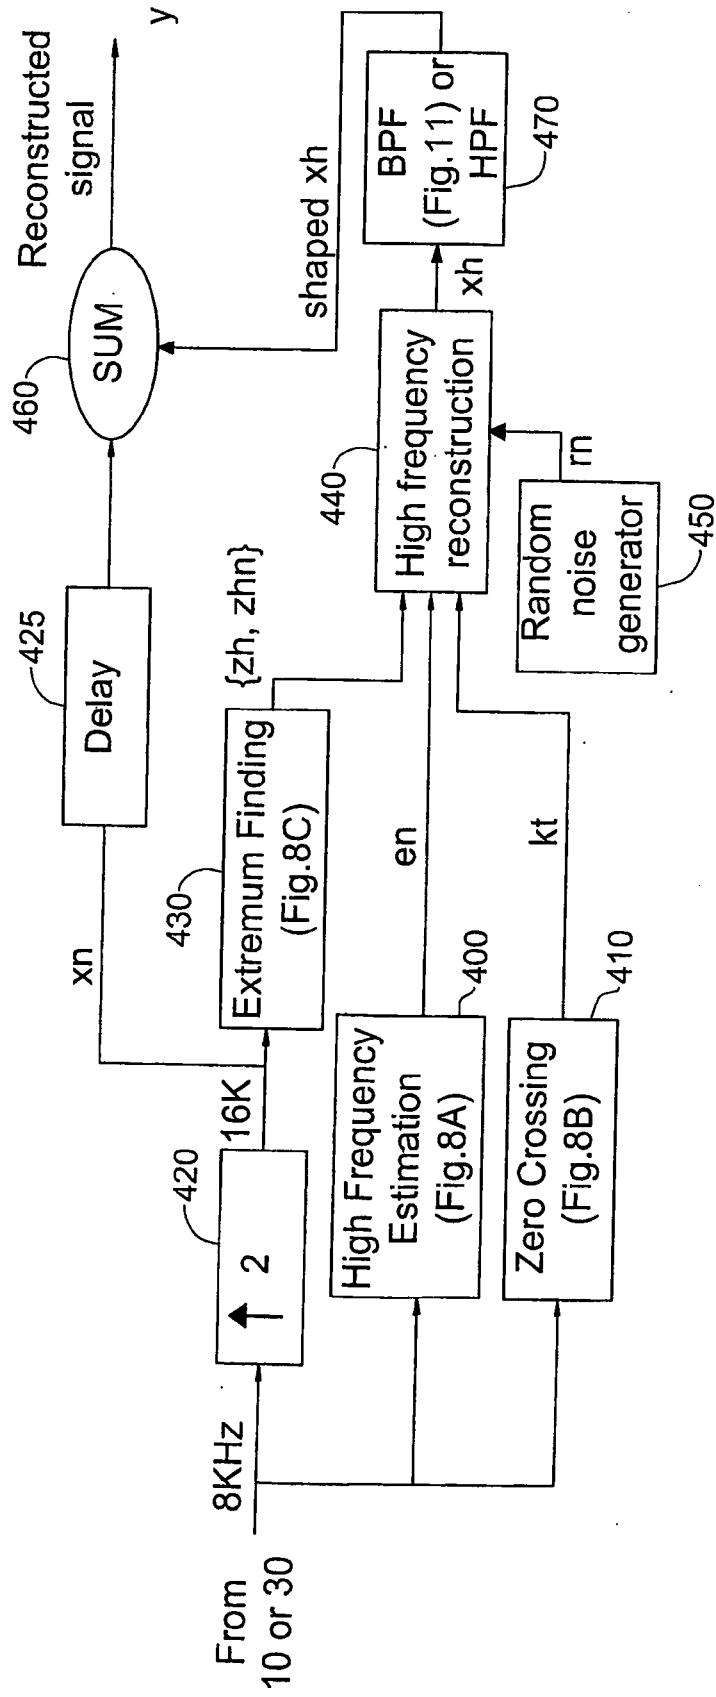 From
10 or 30
8KHz
420
↑ 2
16K
xn
425
Delay
460
SUM
Reconstructed
signal
y
430
Extremum Finding
(Fig.8C)
{zh, zhn}
High Frequency
Estimation
(Fig.8A)
400
en
Zero Crossing
(Fig.8B)
410
kt
440
High frequency
reconstruction
xh
Random
noise
generator
450
rn
BPF
(Fig.11) or
HPF
470
shaped xh